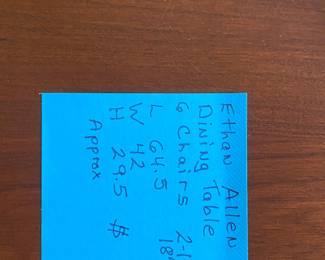 Ethan Allen
Dining Table
6 Chairs
L 64.5
W 42
H 29.5 $
Approx